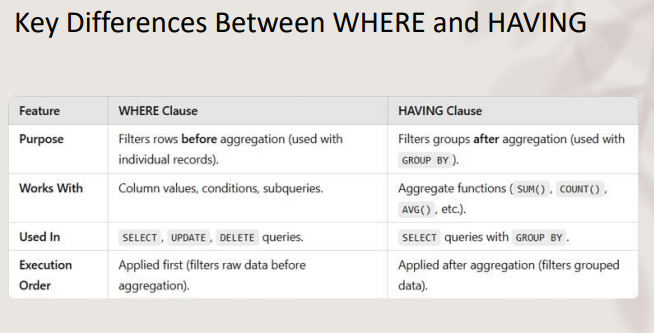 Key Differences Between WHERE and HAVING
Feature WHERE Clause HAVING Clause
Purpose Filters rows before aggregation (used with individual records). Filters groups after aggregation (used with GROUP BY ).
Works With Column values, conditions, subqueries. Aggregate functions ( SUM() , COUNT() , AVG() , etc.).
Used In SELECT , UPDATE , DELETE queries. SELECT queries with GROUP BY .
Execution Order Applied first (filters raw data before aggregation). Applied after aggregation (filters grouped data).